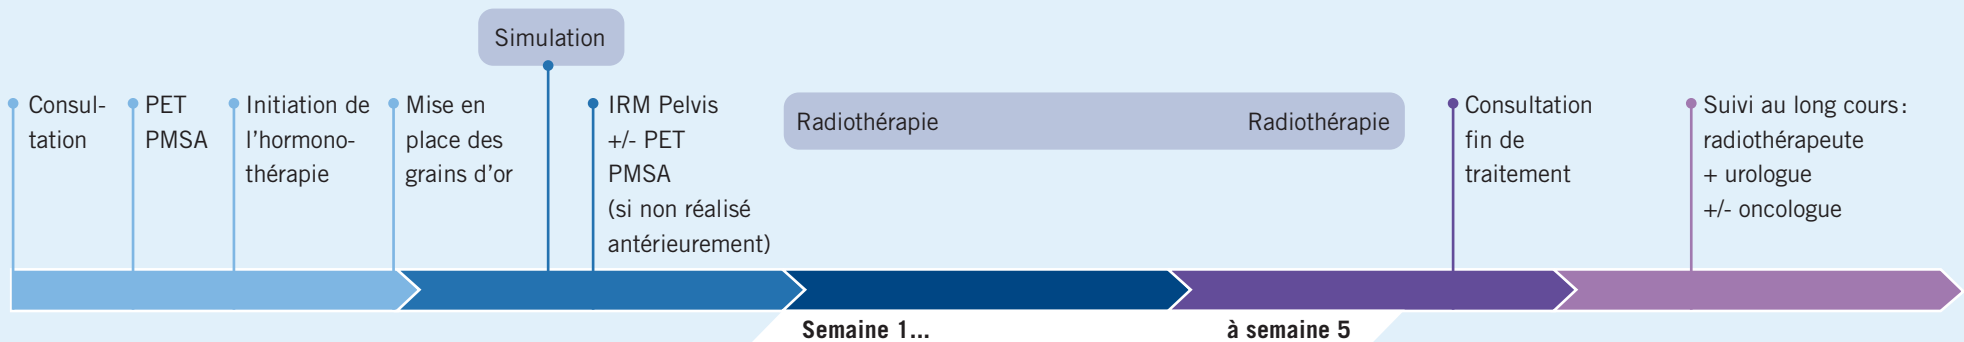 Simulation
Consul-
tation
PET
PMSA
Initiation de
l'hormono-
thérapie
Mise en
place des
grains d'or
IRM Pelvis
+/- PET
PMSA
(si non réalisé
antérieurement)
Radiothérapie
Radiothérapie
Consultation
fin de
traitement
Suivi au long cours:
radiothérapeute
+ urologue
+/- oncologue
Semaine 1...
à semaine 5